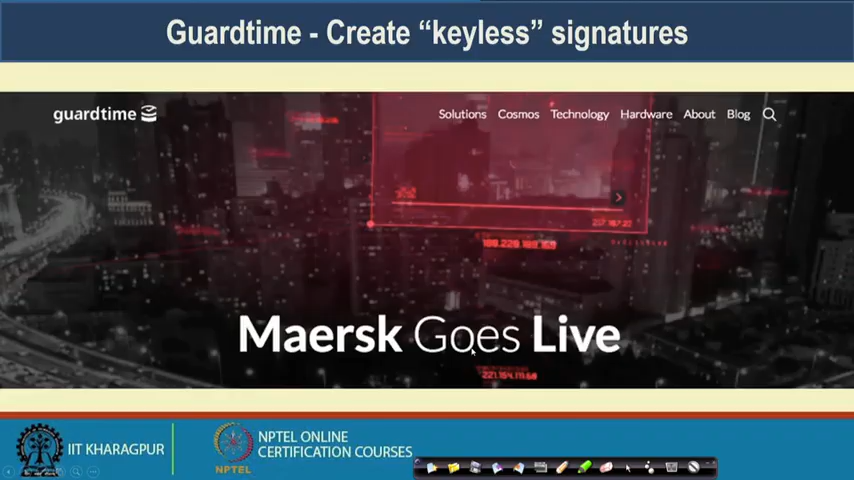 Guardtime - Create “keyless” signatures
guardtime
Solutions Cosmos Technology Hardware About Blog
Maersk Goes Live
IIT KHARAGPUR
NPTEL ONLINE
CERTIFICATION COURSES
NPTEL